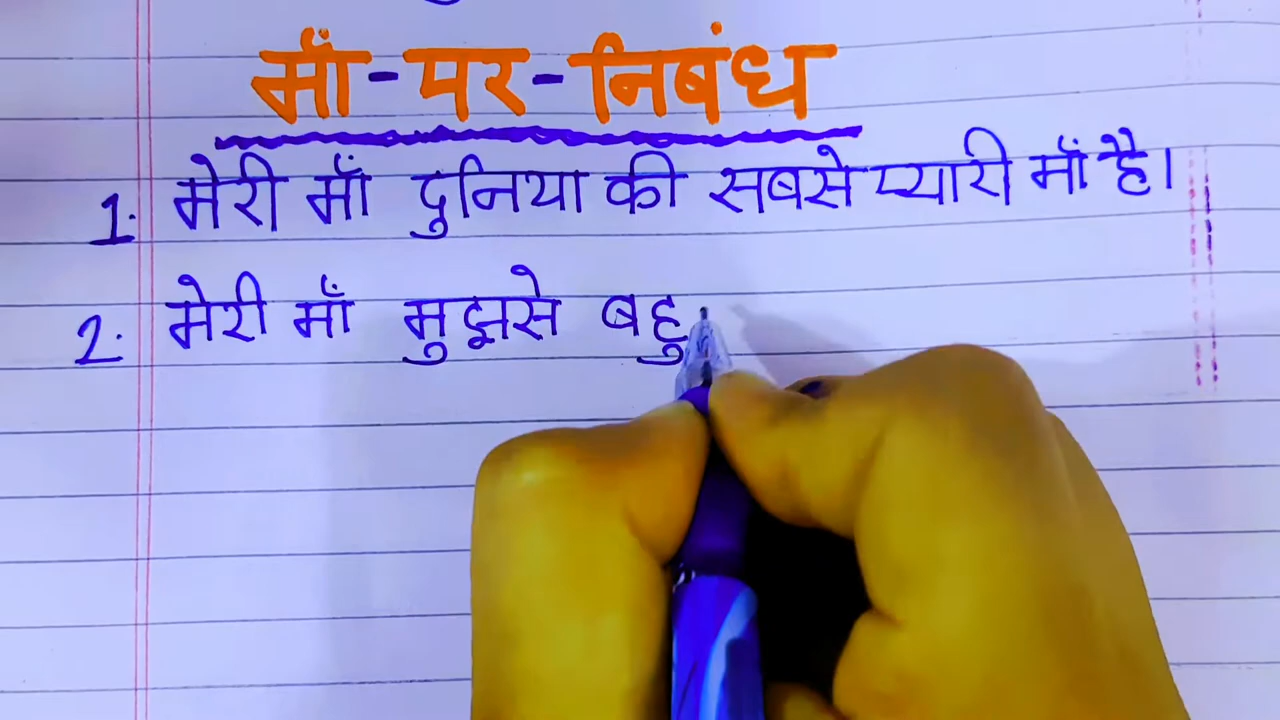 माँ-पर-निबंध
1. मेरी माँ दुनिया की सबसे प्यारी माँ है।
2. मेरी माँ मुझसे बहु